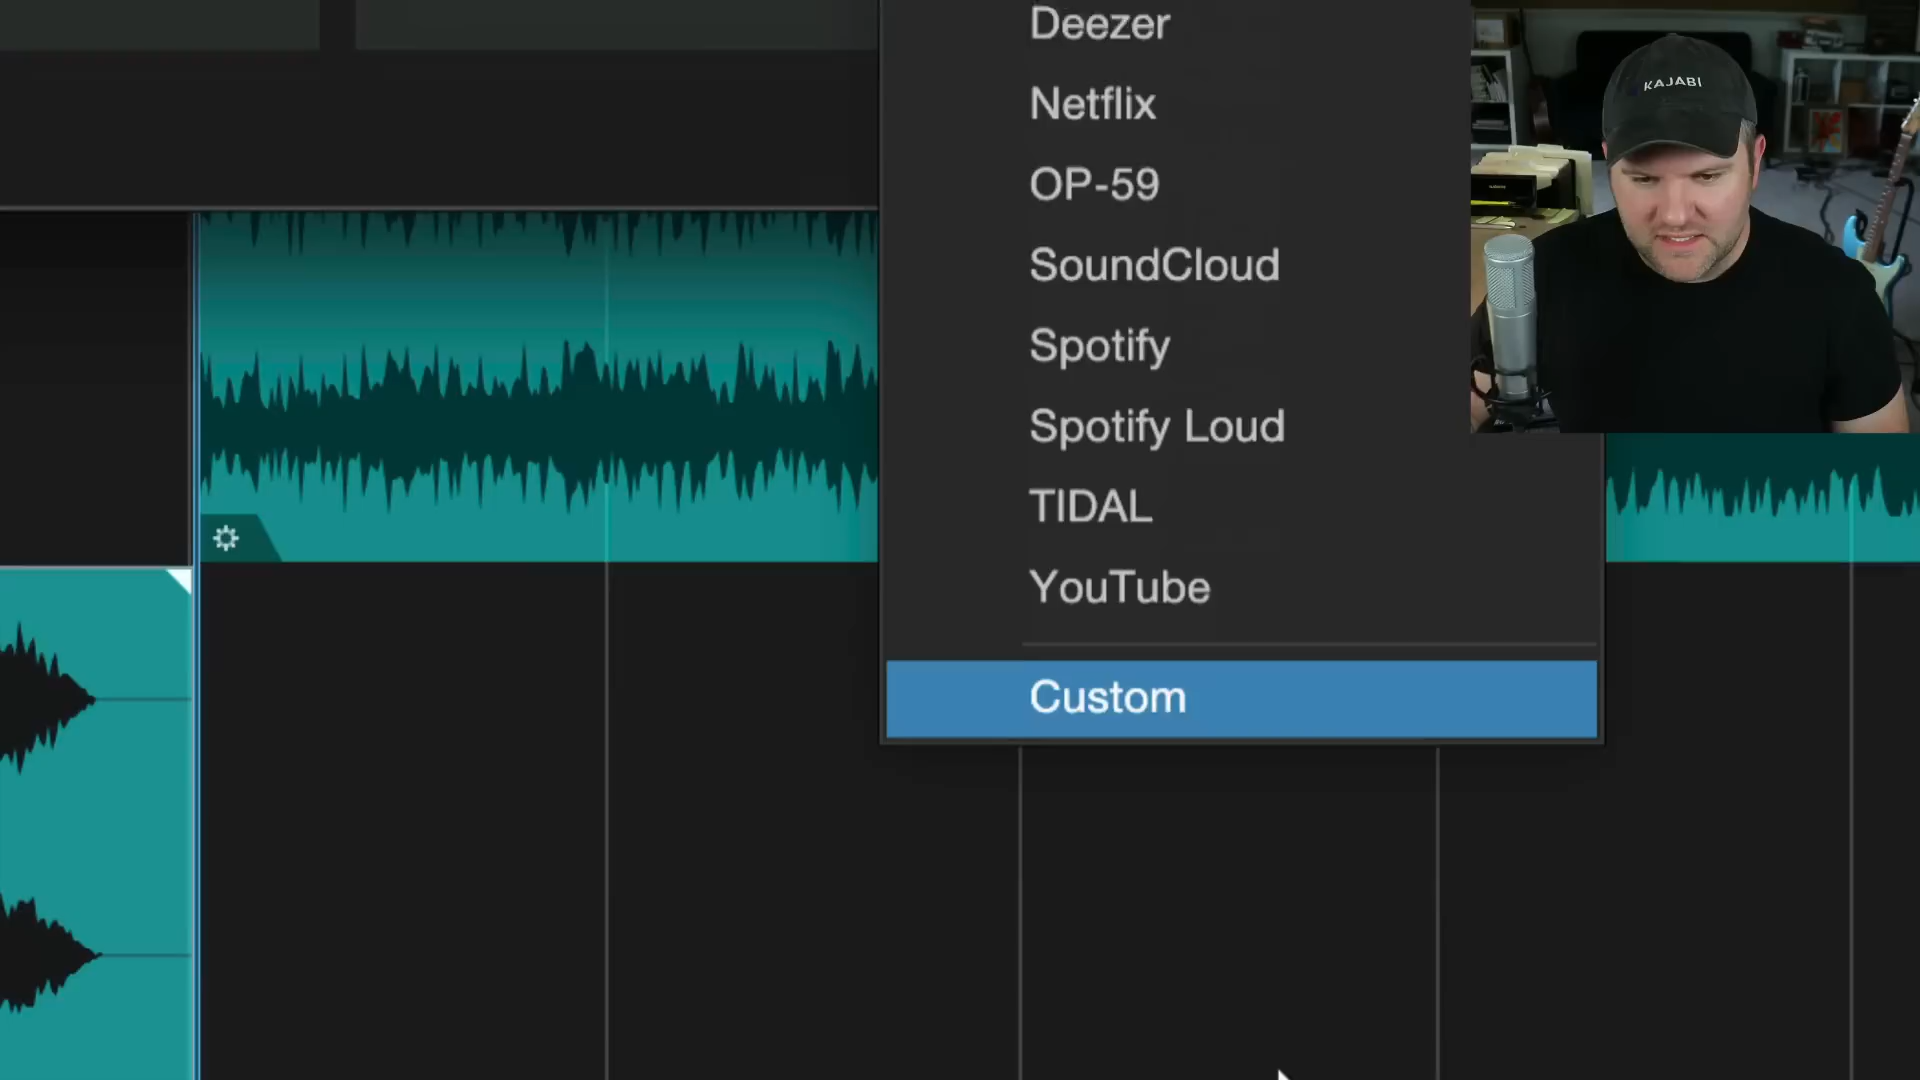 Deezer
Netflix
OP-59
SoundCloud
Spotify
Spotify Loud
TIDAL
YouTube
Custom
KAJABI